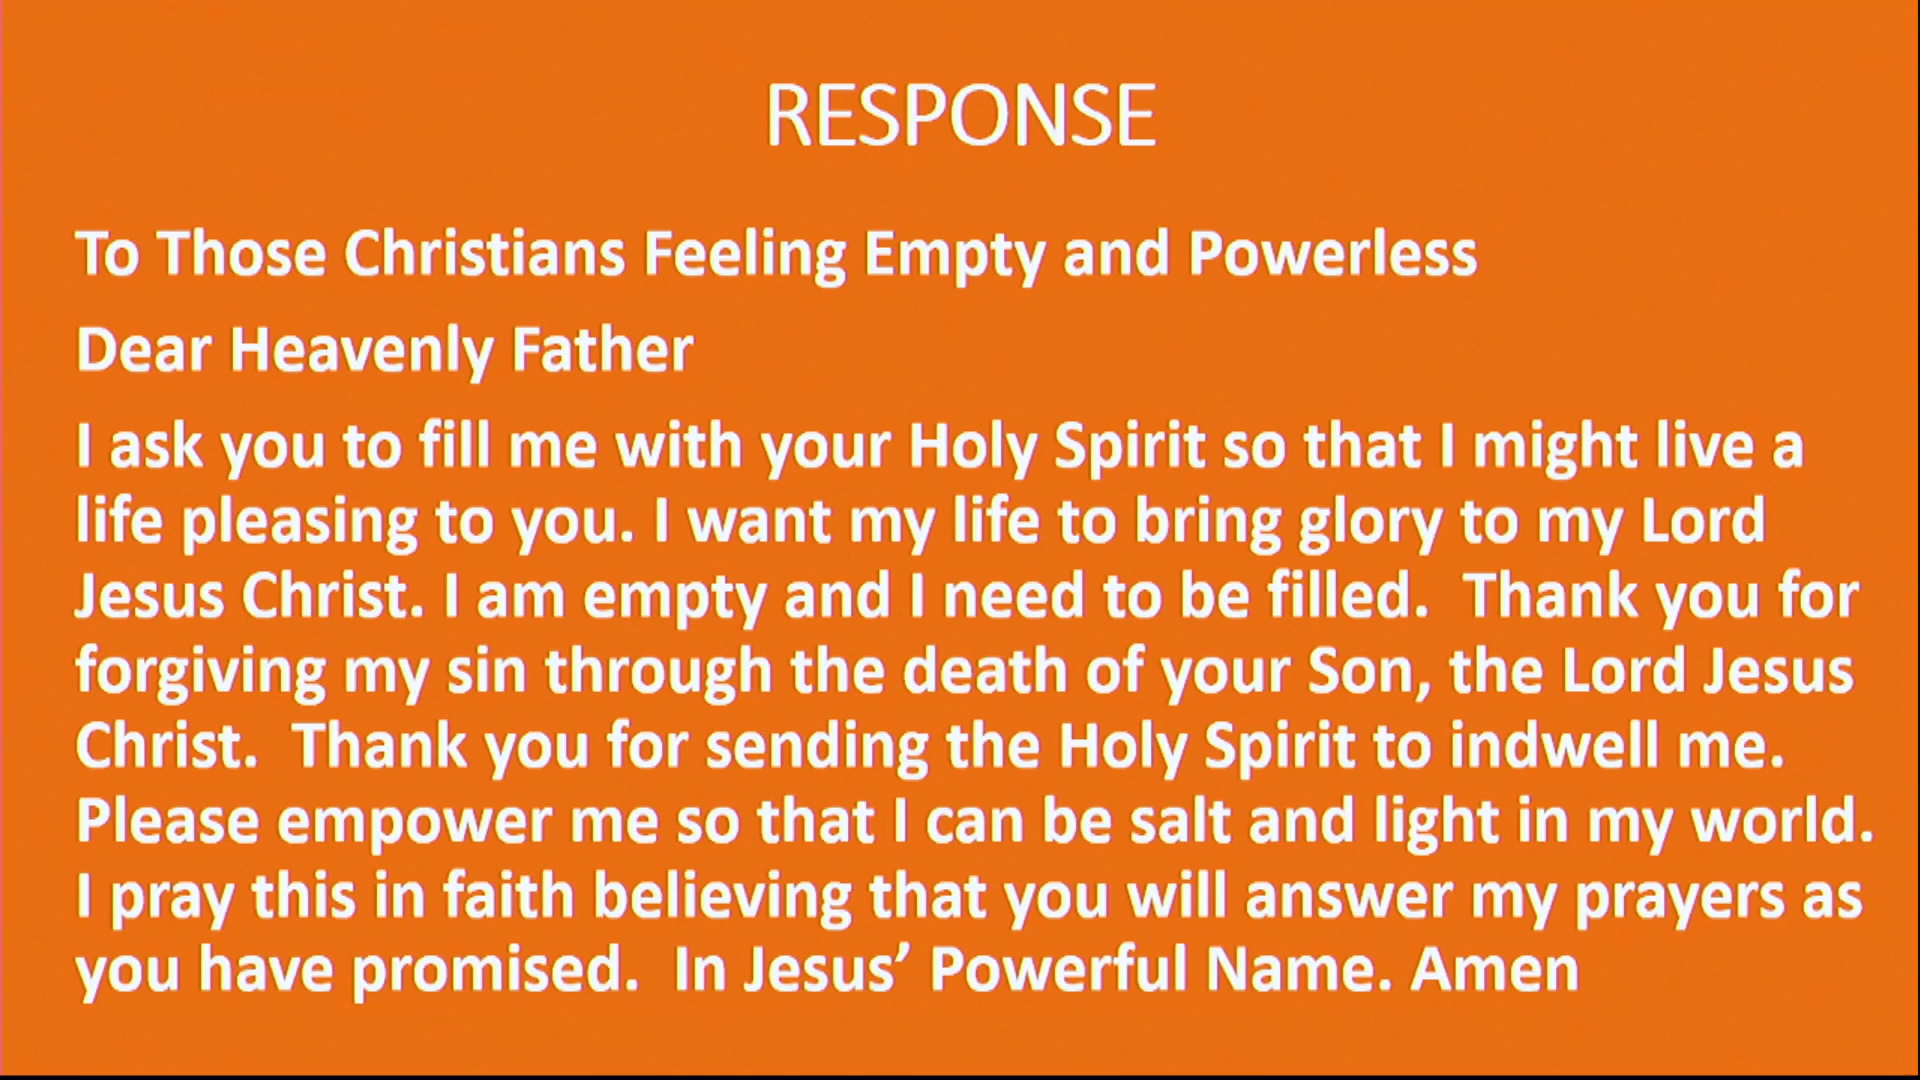 RESPONSE
To Those Christians Feeling Empty and Powerless
Dear Heavenly Father
I ask you to fill me with your Holy Spirit so that I might live a
life pleasing to you. I want my life to bring glory to my Lord
Jesus Christ. I am empty and I need to be filled.  Thank you for
forgiving my sin through the death of your Son, the Lord Jesus
Christ.  Thank you for sending the Holy Spirit to indwell me.
Please empower me so that I can be salt and light in my world.
I pray this in faith believing that you will answer my prayers as
you have promised.  In Jesus’ Powerful Name. Amen